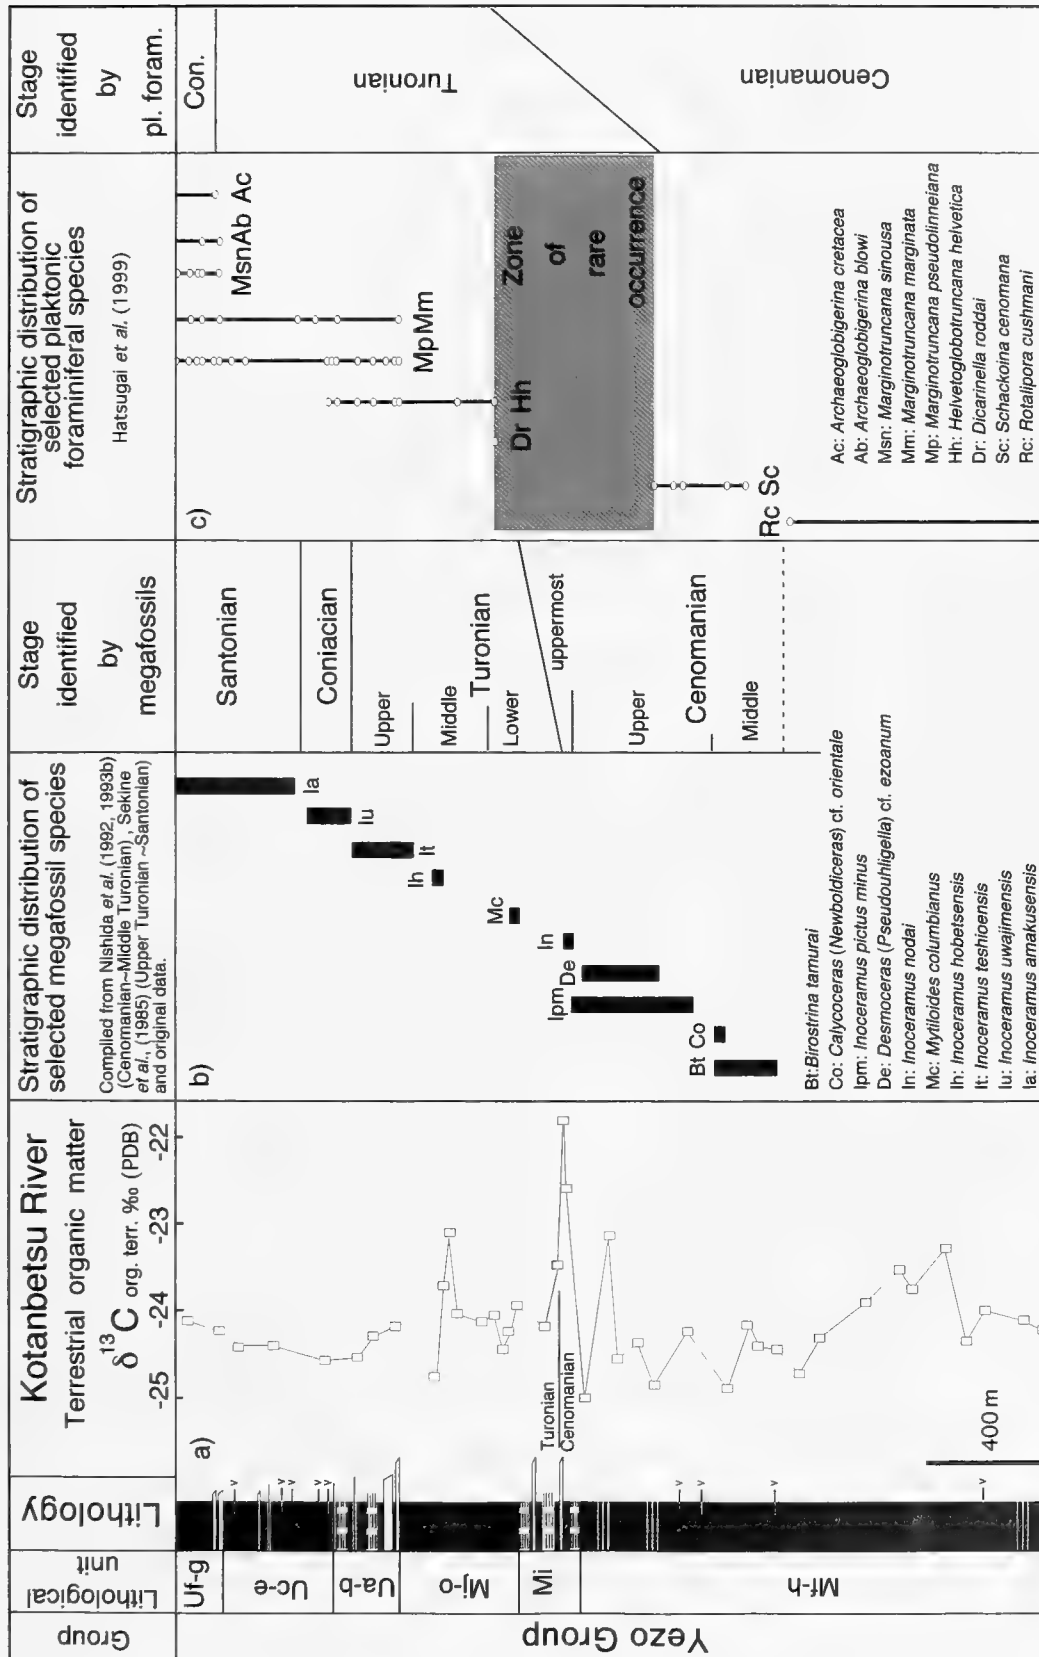 Group
Lithological
unit
Lithology
Kotanbetsu River
Terrestrial organic matter
δ13C org. terr. ‰ (PDB)
-25
-24
-23
-22
Stratigraphic distribution of
selected megafossil species
Compiled from Nishida et al. (1992, 1993b)
(Cenomanian~Middle Turonian) , Sekine
et al., (1985) (Upper Turonian ~Santonian)
and original data.
Stage
identified
by
megafossils
Stratigraphic distribution of
selected plaktonic
foraminiferal species
Hatsugai et al. (1999)
Stage
identified
by
pl. foram.
Yezo Group
Uf-g
Uc-e
Ua-b
Mj-o
Mi
Mf-h
v
v
v
v
v
v
v
v
v
a)
Turonian
Cenomanian
400 m
b)
Ia
Iu
It
Ih
Mc
In
De
Ipm
Co
Bt
Bt: Birostrina tamurai
Co: Calycoceras (Newboldiceras) cf. orientale
Ipm: Inoceramus pictus minus
De: Desmoceras (Pseudouhligella) cf. ezoanum
In: Inoceramus nodai
Mc: Mytiloides columbianus
Ih: Inoceramus hobetsensis
It: Inoceramus teshioensis
Iu: Inoceramus uwajimensis
Ia: Inoceramus amakusensis
Santonian
Coniacian
Upper
Middle
Lower
Turonian
uppermost
Upper
Middle
Cenomanian
c)
Msn Ab Ac
Mp Mm
Dr Hh
Zone
of
rare
occurrence
Rc Sc
Ac: Archaeoglobigerina cretacea
Ab: Archaeoglobigerina blowi
Msn: Marginotruncana sinousa
Mm: Marginotruncana marginata
Mp: Marginotruncana pseudolinneiana
Hh: Helvetoglobotruncana helvetica
Dr: Dicarinella roddai
Sc: Schackoina cenomana
Rc: Rotalipora cushmani
Con.
Turonian
Cenomanian